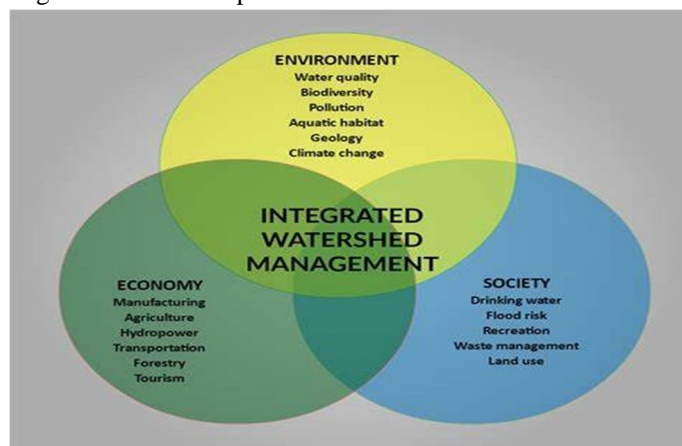 ENVIRONMENT
Water quality
Biodiversity
Pollution
Aquatic habitat
Geology
Climate change
INTEGRATED
WATERSHED
MANAGEMENT
ECONOMY
Manufacturing
Agriculture
Hydropower
Transportation
Forestry
Tourism
SOCIETY
Drinking water
Flood risk
Recreation
Waste management
Land use